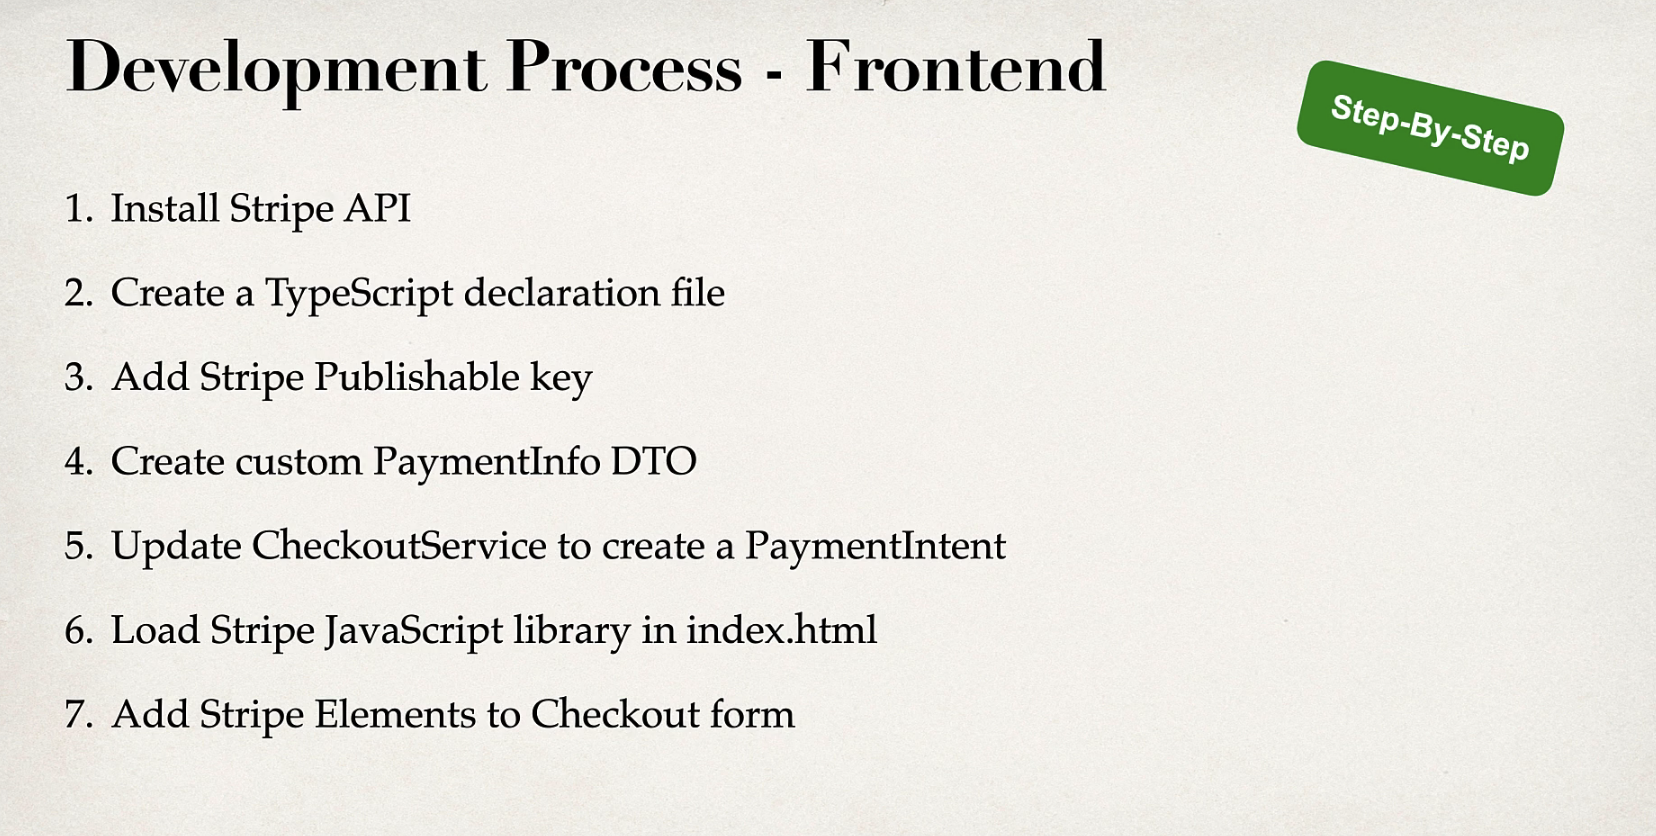 Development Process - Frontend
Step-By-Step
1. Install Stripe API
2. Create a TypeScript declaration file
3. Add Stripe Publishable key
4. Create custom PaymentInfo DTO
5. Update CheckoutService to create a PaymentIntent
6. Load Stripe JavaScript library in index.html
7. Add Stripe Elements to Checkout form